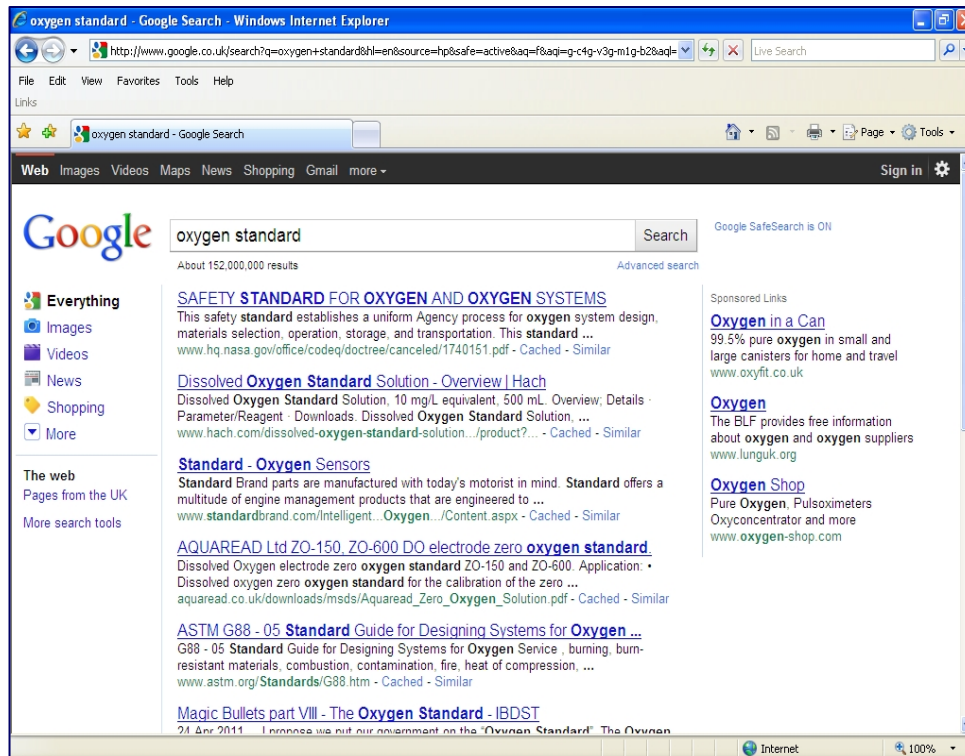 oxygen standard - Google Search - Windows Internet Explorer
http://www.google.co.uk/search?q=oxygen+standard&hl=en&source=hp&safe=active&aq=f&aqi=g-c4g-v3g-m1g-b2&aql=
Live Search
File Edit View Favorites Tools Help
Links
oxygen standard - Google Search
Page Tools
Web Images Videos Maps News Shopping Gmail more
Sign in
Google
oxygen standard
Search
Google SafeSearch is ON
About 152,000,000 results
Advanced search
Everything
Images
Videos
News
Shopping
More
The web
Pages from the UK
More search tools
SAFETY STANDARD FOR OXYGEN AND OXYGEN SYSTEMS
This safety standard establishes a uniform Agency process for oxygen system design,
materials selection, operation, storage, and transportation. This standard ...
www.hq.nasa.gov/office/codeq/doctree/canceled/1740151.pdf - Cached - Similar
Dissolved Oxygen Standard Solution - Overview | Hach
Dissolved Oxygen Standard Solution, 10 mg/L equivalent, 500 mL. Overview; Details ·
Parameter/Reagent · Downloads. Dissolved Oxygen Standard Solution, ...
www.hach.com/dissolved-oxygen-standard-solution.../product?... - Cached - Similar
Standard - Oxygen Sensors
Standard Brand parts are manufactured with today's motorist in mind. Standard offers a
multitude of engine management products that are engineered to ...
www.standardbrand.com/Intelligent...Oxygen.../Content.aspx - Cached - Similar
AQUAREAD Ltd ZO-150, ZO-600 DO electrode zero oxygen standard.
Dissolved Oxygen electrode zero oxygen standard ZO-150 and ZO-600. Application: •
Dissolved oxygen zero oxygen standard for the calibration of the zero ...
aquaread.co.uk/downloads/msds/Aquaread_Zero_Oxygen_Solution.pdf - Cached - Similar
ASTM G88 - 05 Standard Guide for Designing Systems for Oxygen ...
G88 - 05 Standard Guide for Designing Systems for Oxygen Service , burning, burn-
resistant materials, combustion, contamination, fire, heat of compression, ...
www.astm.org/Standards/G88.htm - Cached - Similar
Magic Bullets part VIII - The Oxygen Standard - IBDST
24 Apr 2011 ... I propose we put our government on the "Oxygen Standard". The Oxygen
Sponsored Links
Oxygen in a Can
99.5% pure oxygen in small and
large canisters for home and travel
www.oxyfit.co.uk
Oxygen
The BLF provides free information
about oxygen and oxygen suppliers
www.lunguk.org
Oxygen Shop
Pure Oxygen, Pulsoximeters
Oxyconcentrator and more
www.oxygen-shop.com
Internet
100%